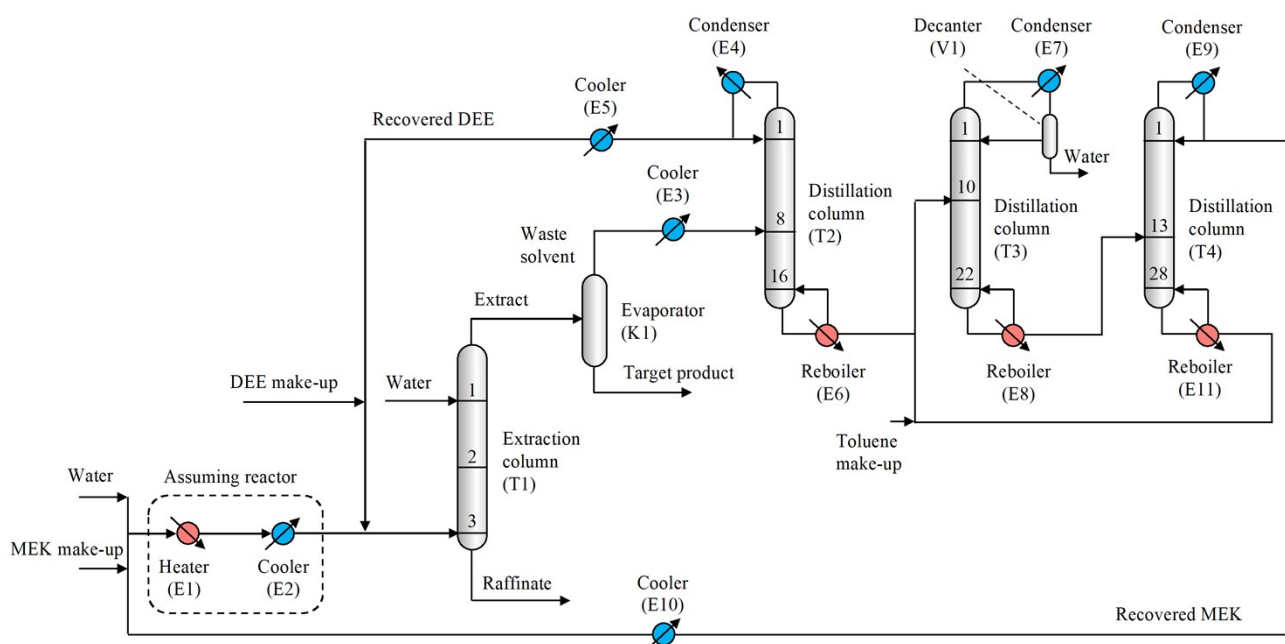 Condenser
(E4)
Decanter
(V1)
Condenser
(E7)
Condenser
(E9)
Cooler
(E5)
Recovered DEE
1
8
16
Distillation
column
(T2)
Cooler
(E3)
Waste
solvent
Extract
Evaporator
(K1)
Target product
Reboiler
(E6)
1
10
22
Water
Distillation
column
(T3)
Reboiler
(E8)
1
13
28
Distillation
column
(T4)
Reboiler
(E11)
Toluene
make-up
DEE make-up
Water
1
2
3
Extraction
column
(T1)
Raffinate
Water
MEK make-up
Assuming reactor
Heater
(E1)
Cooler
(E2)
Cooler
(E10)
Recovered MEK